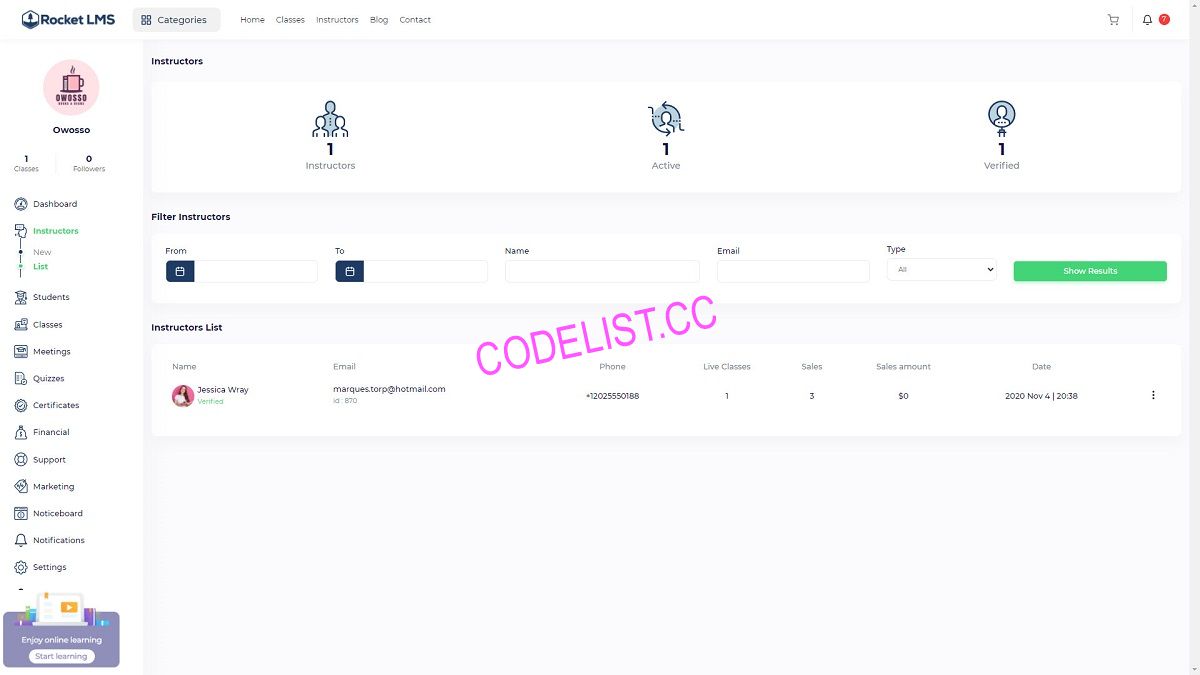 Rocket LMS
Categories
Home
Classes
Instructors
Blog
Contact
7
OWOSSO
Owosso
1
Classes
0
Followers
Dashboard
Instructors
New
List
Students
Classes
Meetings
Quizzes
Certificates
Financial
Support
Marketing
Noticeboard
Notifications
Settings
Enjoy online learning
Start learning
Instructors
1
Instructors
1
Active
1
Verified
Filter Instructors
From
To
Name
Email
Type
All
Show Results
CODELIST.CC
Instructors List
Name Email Phone Live Classes Sales Sales amount Date
Jessica Wray
Verified
marques.torp@hotmail.com
id : 870
+12025550188 1 3 $0 2020 Nov 4 | 20:38